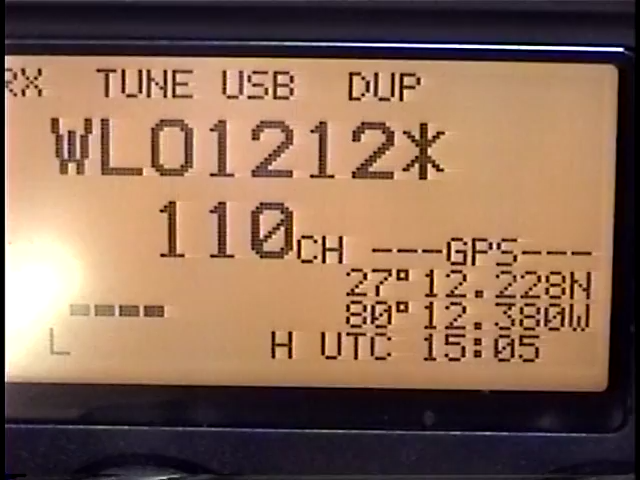 RX TUNE USB DUP
WLO1212*
110CH ---GPS---
27°12.228N
80°12.380W
L H UTC 15:05